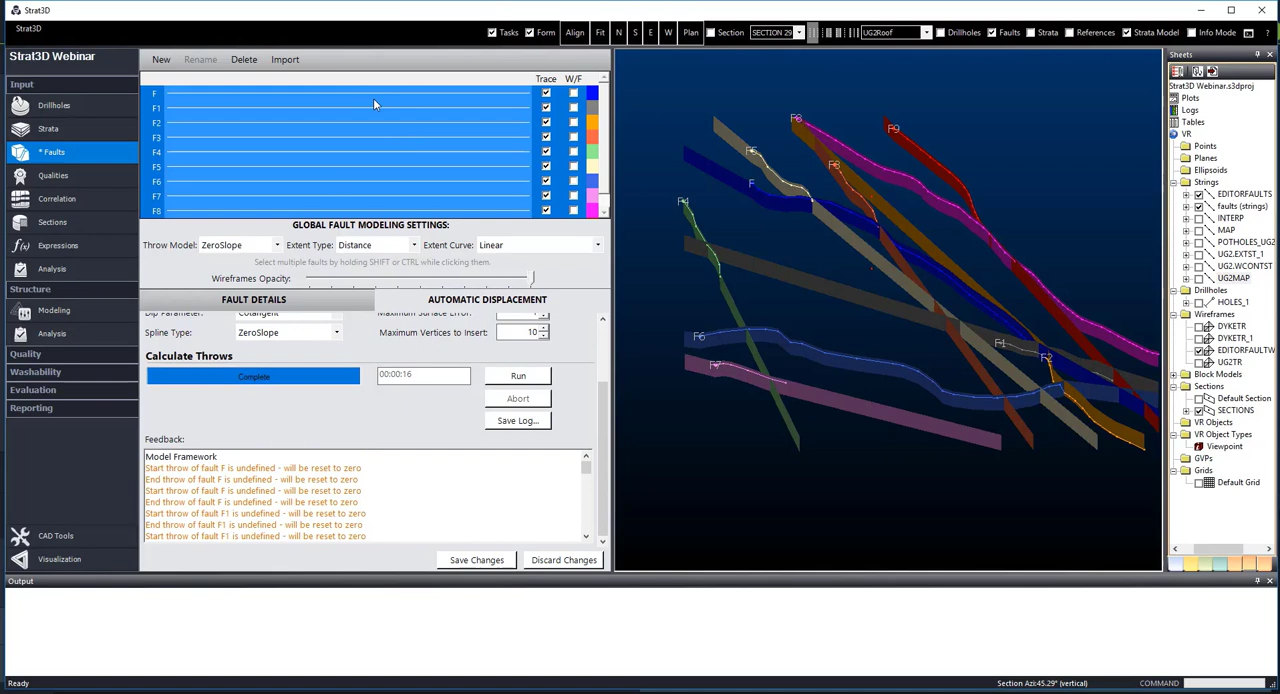 Strat3D
Strat3D
Tasks Form Align Fit N S E W Plan Section SECTION 29 UG2Roof Drillholes Faults Strata References Strata Model Info Mode ?
Strat3D Webinar
Input
Drillholes
Strata
* Faults
Qualities
Correlation
Sections
Expressions
Analysis
Structure
Modeling
Analysis
Quality
Washability
Evaluation
Reporting
CAD Tools
Visualization
New Rename Delete Import
Trace W/F
F
F1
F2
F3
F4
F5
F6
F7
F8
GLOBAL FAULT MODELING SETTINGS:
Throw Model: ZeroSlope Extent Type: Distance Extent Curve: Linear
Select multiple faults by holding SHIFT or CTRL while clicking them.
Wireframes Opacity:
FAULT DETAILS AUTOMATIC DISPLACEMENT
Dip Parameter: Cotangent Maximum Surface Error:
Spline Type: ZeroSlope Maximum Vertices to Insert: 10
Calculate Throws
Complete 00:00:16 Run
Abort
Save Log...
Feedback:
Model Framework
Start throw of fault F is undefined - will be reset to zero
End throw of fault F is undefined - will be reset to zero
Start throw of fault F is undefined - will be reset to zero
End throw of fault F is undefined - will be reset to zero
Start throw of fault F1 is undefined - will be reset to zero
End throw of fault F1 is undefined - will be reset to zero
Start throw of fault F1 is undefined - will be reset to zero
Save Changes Discard Changes
F8
F9
F5
F3
F
F4
F6
F1
F2
F7
Sheets
Strat3D Webinar.s3dproj
Plots
Logs
Tables
VR
Points
Planes
Ellipsoids
Strings
EDITORFAULTS
faults (strings)
INTERP
MAP
POTHOLES_UG2
UG2.EXTST_1
UG2.WCONTST
UG2MAP
Drillholes
HOLES_1
Wireframes
DYKETR
DYKETR_1
EDITORFAULTW
UG2TR
Block Models
Sections
Default Section
SECTIONS
VR Objects
VR Object Types
Viewpoint
GVPs
Grids
Default Grid
Output
Ready Section Azi:45.29° (vertical) COMMAND